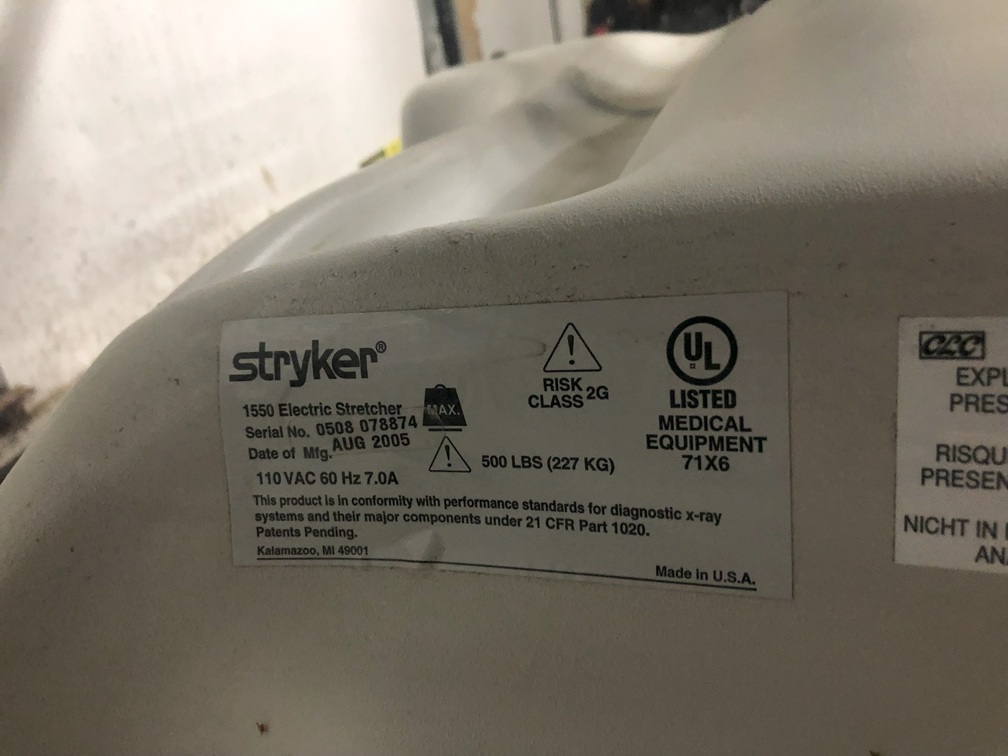 stryker®
1550 Electric Stretcher
Serial No. 0508 078874
Date of Mfg. AUG 2005
110 VAC 60 Hz 7.0A
MAX.
500 LBS (227 KG)
RISK
CLASS 2G
UL
LISTED
MEDICAL
EQUIPMENT
71X6
This product is in conformity with performance standards for diagnostic x-ray
systems and their major components under 21 CFR Part 1020.
Patents Pending.
Kalamazoo, MI 49001
Made in U.S.A.
EXPL
PRES
RISQU
PRESEN
NICHT IN
AN